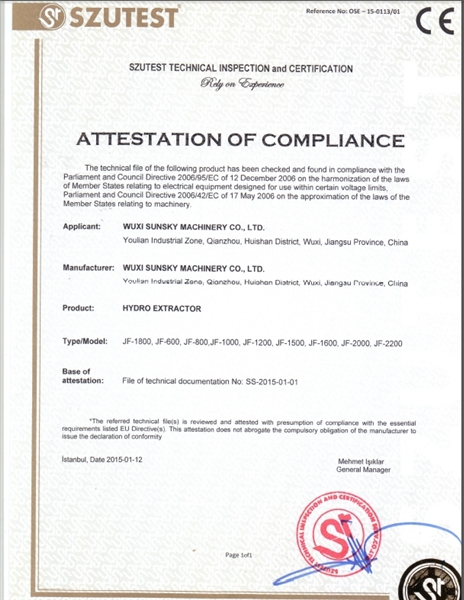 SZUTEST
Reference No: OSE – 15-0113/01
CE
SZUTEST TECHNICAL INSPECTION and CERTIFICATION
Rely on Experience
ATTESTATION OF COMPLIANCE
The technical file of the following product has been checked and found in compliance with the
Parliament and Council Directive 2006/95/EC of 12 December 2006 on the harmonization of the laws
of Member States relating to electrical equipment designed for use within certain voltage limits,
Parliament and Council Directive 2006/42/EC of 17 May 2006 on the approximation of the laws of the
Member States relating to machinery.
Applicant: WUXI SUNSKY MACHINERY CO., LTD.
Youlian Industrial Zone, Qianzhou, Huishan District, Wuxi, Jiangsu Province, China
Manufacturer: WUXI SUNSKY MACHINERY CO., LTD.
Youlian Industrial Zone, Qianzhou, Huishan District, Wuxi, Jiangsu Province, China
Product: HYDRO EXTRACTOR
Type/Model: JF-1800, JF-600, JF-800,JF-1000, JF-1200, JF-1500, JF-1600, JF-2000, JF-2200
Base of
attestation: File of technical documentation No: SS-2015-01-01
*The referred technical file(s) is reviewed and attested with presumption of compliance with the essential
requirements listed EU Directive(s). This attestation does not abrogate the compulsory obligation of the manufacturer to
issue the declaration of conformity
İstanbul, Date 2015-01-12
Mehmet Işıklar
General Manager
Page 1of1